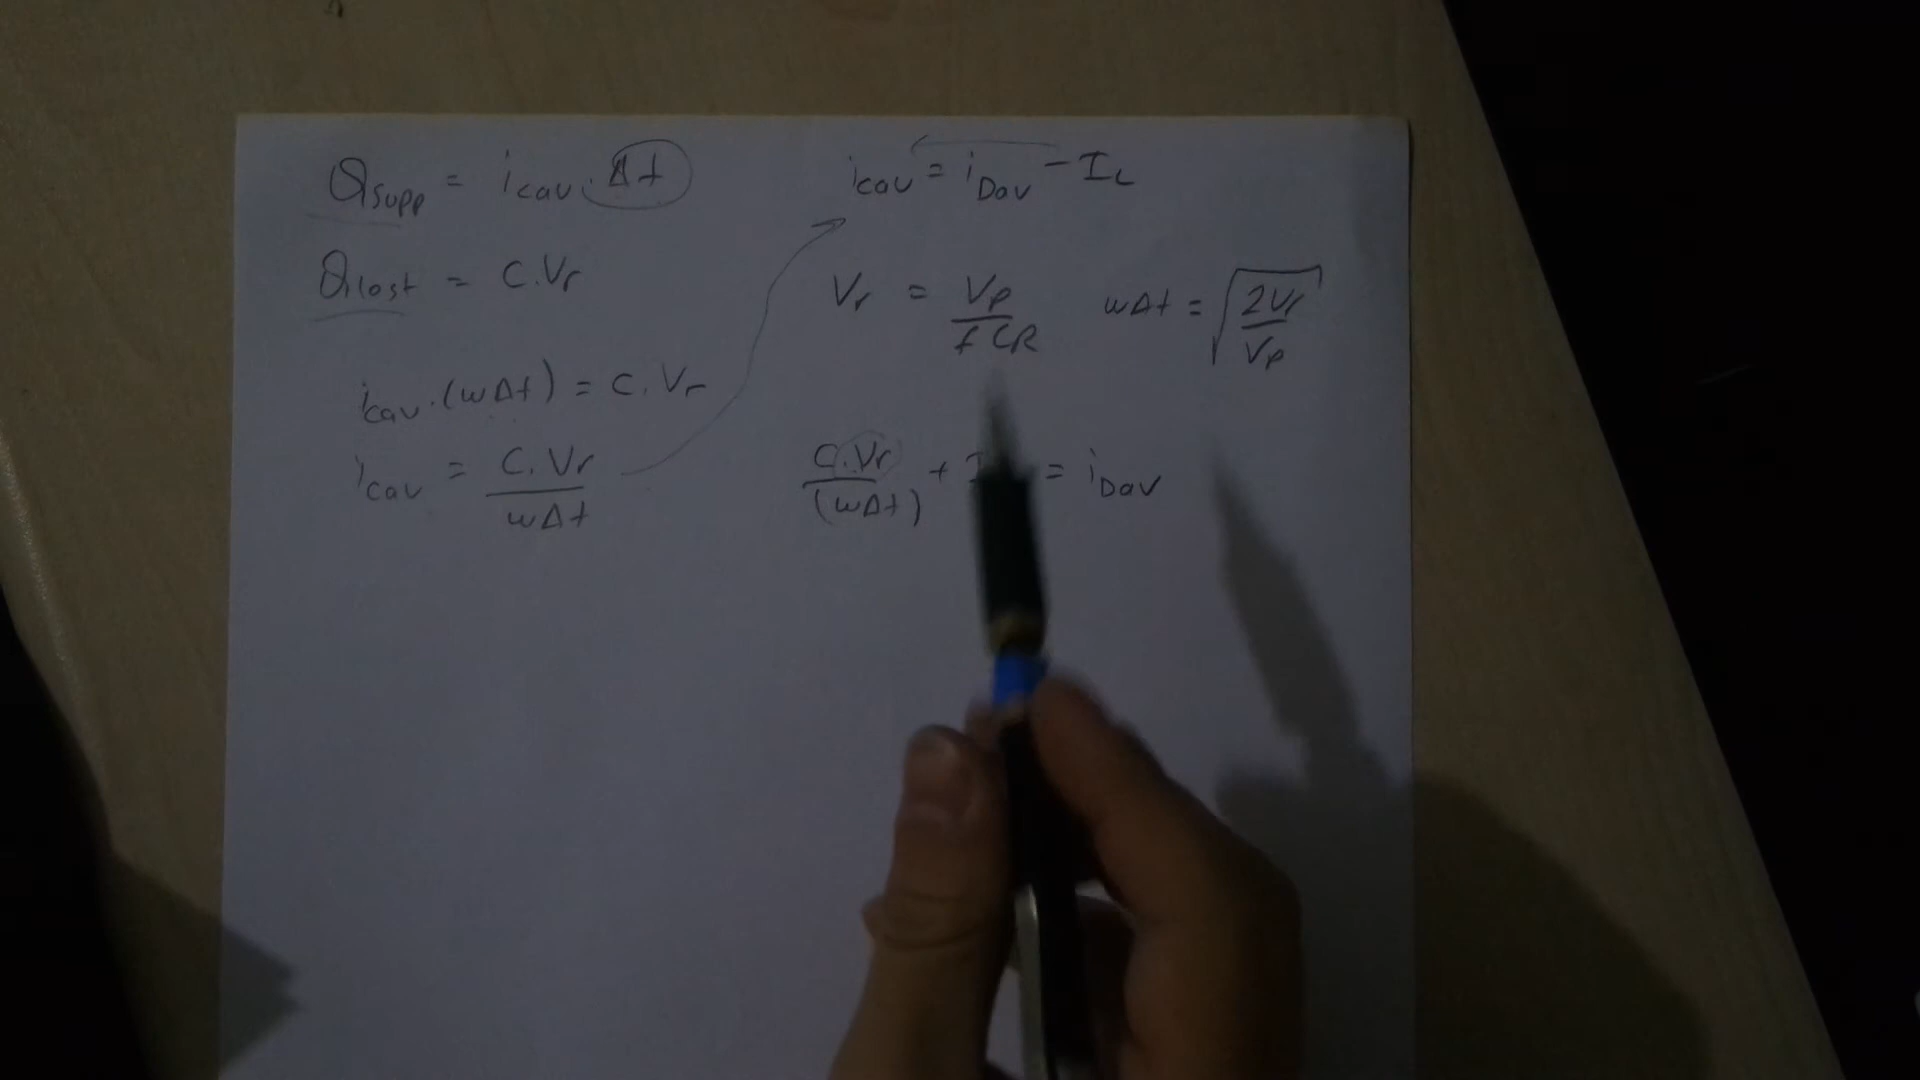 Qsupp = icav . Δt
Qlost = C.Vr
icav . (wΔt) = C . Vr
icav = C. Vr / wΔt
icav = iDav - IL
Vr = Vp / fCR
wΔt = √(2Vr / Vp)
C.Vr / (wΔt) + = iDav